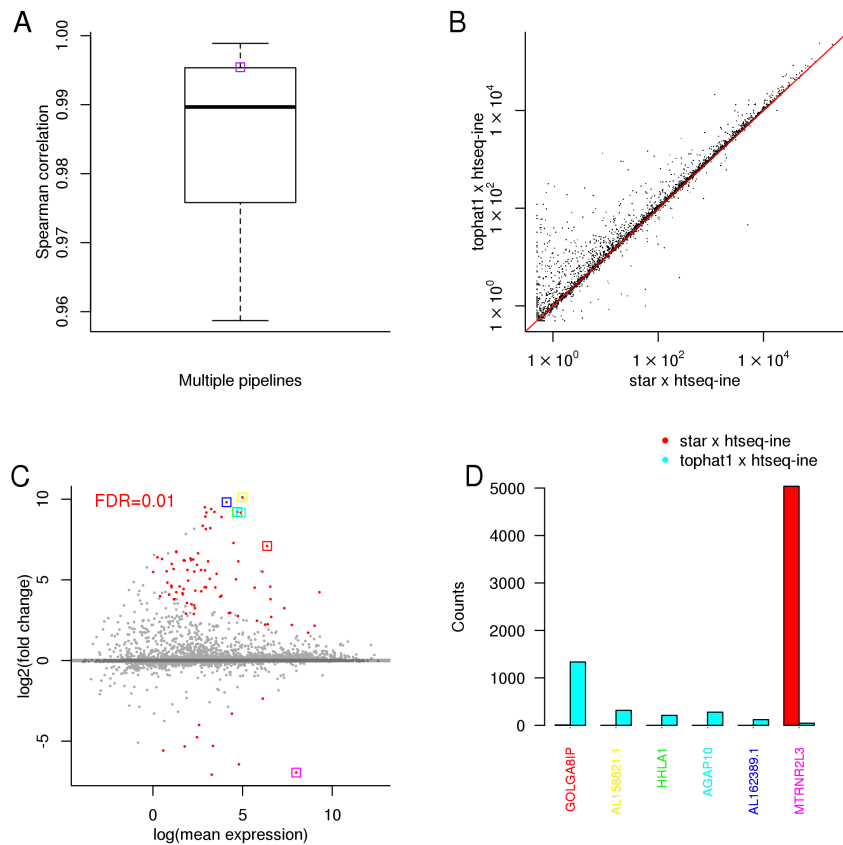 A
1.00
0.99
0.98
0.97
0.96
Spearman correlation
Multiple pipelines
B
1 × 10^4
1 × 10^2
1 × 10^0
tophat1 x htseq-ine
1 × 10^0
1 × 10^2
1 × 10^4
star x htseq-ine
C
FDR=0.01
10
5
0
-5
log2(fold change)
0
5
10
log(mean expression)
star x htseq-ine
tophat1 x htseq-ine
D
5000
4000
3000
2000
1000
0
Counts
GOLGA8IP
AL158821.1
HHLA1
AGAP10
AL162389.1
MTRNR2L3